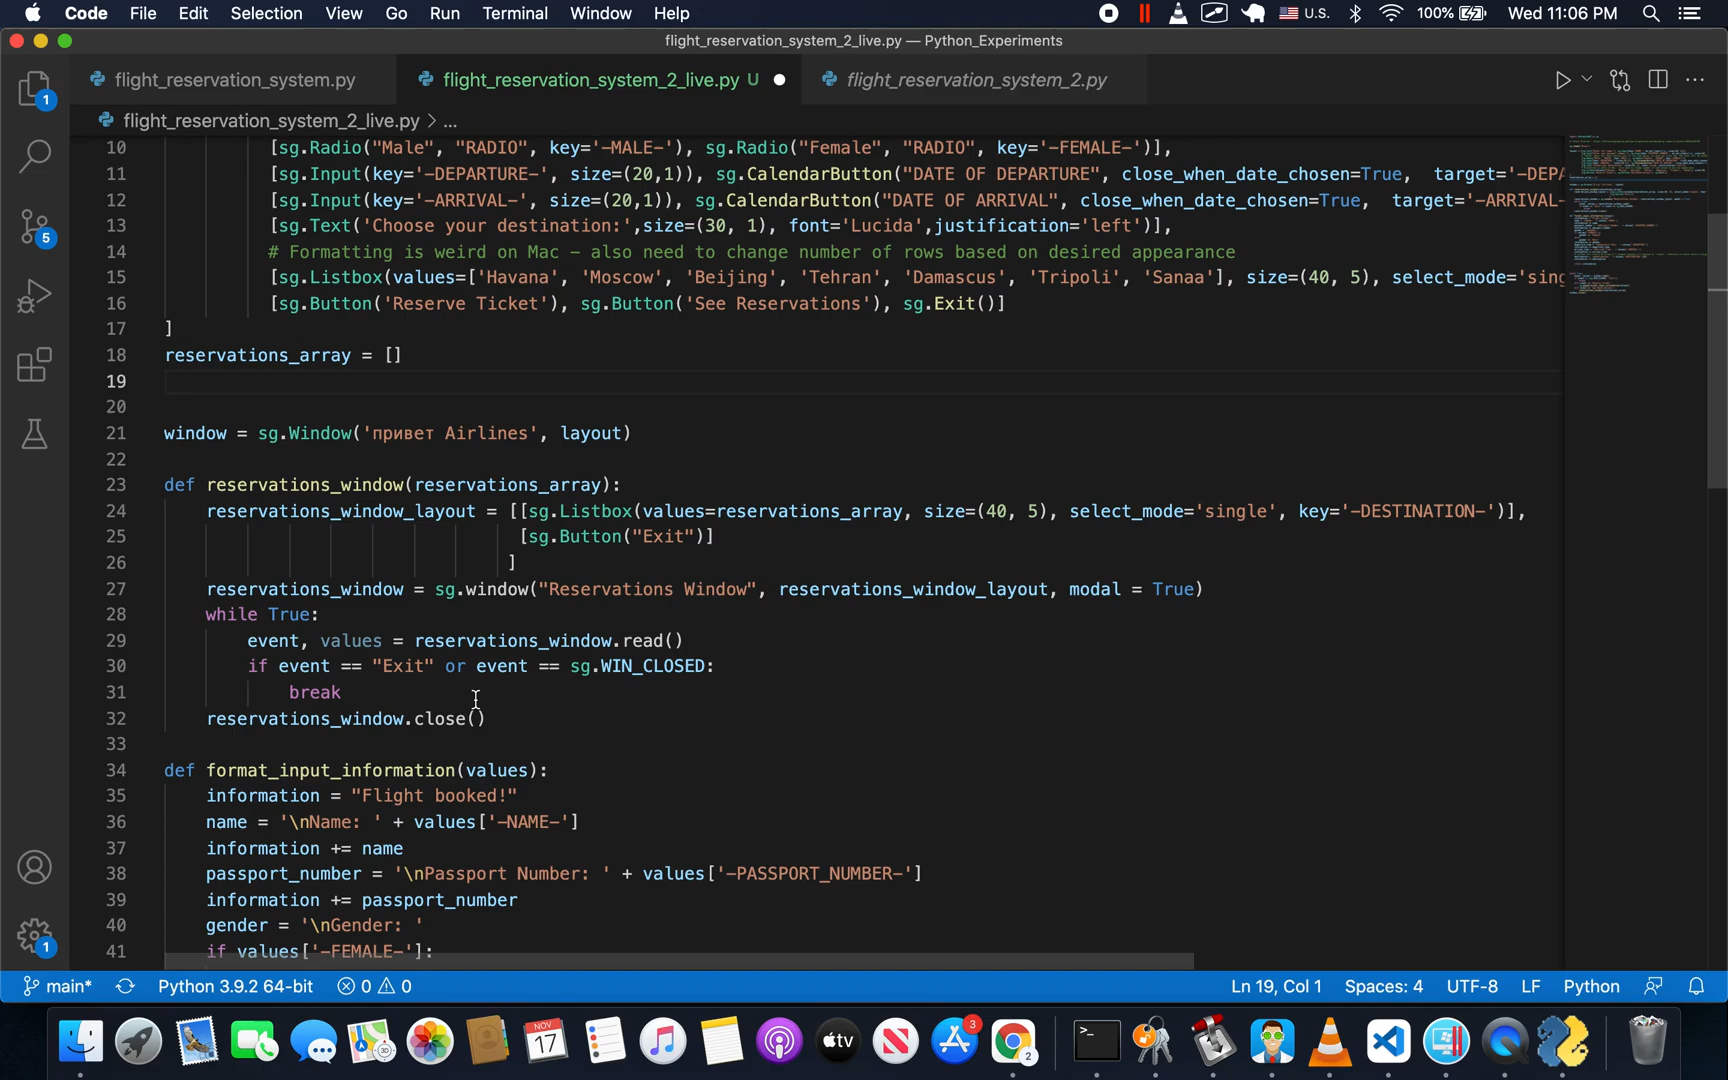 Code File Edit Selection View Go Run Terminal Window Help U.S. 100% Wed 11:06 PM
flight_reservation_system_2_live.py — Python_Experiments
flight_reservation_system.py flight_reservation_system_2_live.py U flight_reservation_system_2.py
flight_reservation_system_2_live.py > ...
10 [sg.Radio("Male", "RADIO", key='-MALE-'), sg.Radio("Female", "RADIO", key='-FEMALE-')],
11 [sg.Input(key='-DEPARTURE-', size=(20,1)), sg.CalendarButton("DATE OF DEPARTURE", close_when_date_chosen=True, target='-DEPA
12 [sg.Input(key='-ARRIVAL-', size=(20,1)), sg.CalendarButton("DATE OF ARRIVAL", close_when_date_chosen=True, target='-ARRIVAL-
13 [sg.Text('Choose your destination:',size=(30, 1), font='Lucida',justification='left')],
14 # Formatting is weird on Mac - also need to change number of rows based on desired appearance
15 [sg.Listbox(values=['Havana', 'Moscow', 'Beijing', 'Tehran', 'Damascus', 'Tripoli', 'Sanaa'], size=(40, 5), select_mode='sing
16 [sg.Button('Reserve Ticket'), sg.Button('See Reservations'), sg.Exit()]
17 ]
18 reservations_array = []
19
20
21 window = sg.Window('привет Airlines', layout)
22
23 def reservations_window(reservations_array):
24 reservations_window_layout = [[sg.Listbox(values=reservations_array, size=(40, 5), select_mode='single', key='-DESTINATION-')],
25 [sg.Button("Exit")]
26 ]
27 reservations_window = sg.window("Reservations Window", reservations_window_layout, modal = True)
28 while True:
29 event, values = reservations_window.read()
30 if event == "Exit" or event == sg.WIN_CLOSED:
31 break
32 reservations_window.close()
33
34 def format_input_information(values):
35 information = "Flight booked!"
36 name = '\nName: ' + values['-NAME-']
37 information += name
38 passport_number = '\nPassport Number: ' + values['-PASSPORT_NUMBER-']
39 information += passport_number
40 gender = '\nGender: '
41 if values['-FEMALE-']:
1
5
1
main* Python 3.9.2 64-bit 0 0 Ln 19, Col 1 Spaces: 4 UTF-8 LF Python
NOV
17
tv
3
2